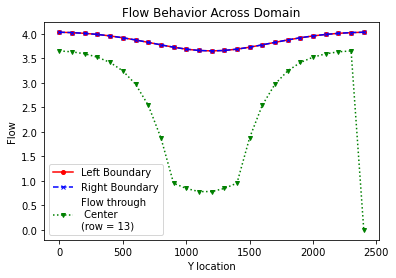 Flow Behavior Across Domain
Flow
4.0
3.5
3.0
2.5
2.0
1.5
1.0
0.5
0.0
Left Boundary
Right Boundary
Flow through
Center
(row = 13)
0
500
1000
1500
2000
2500
Y location